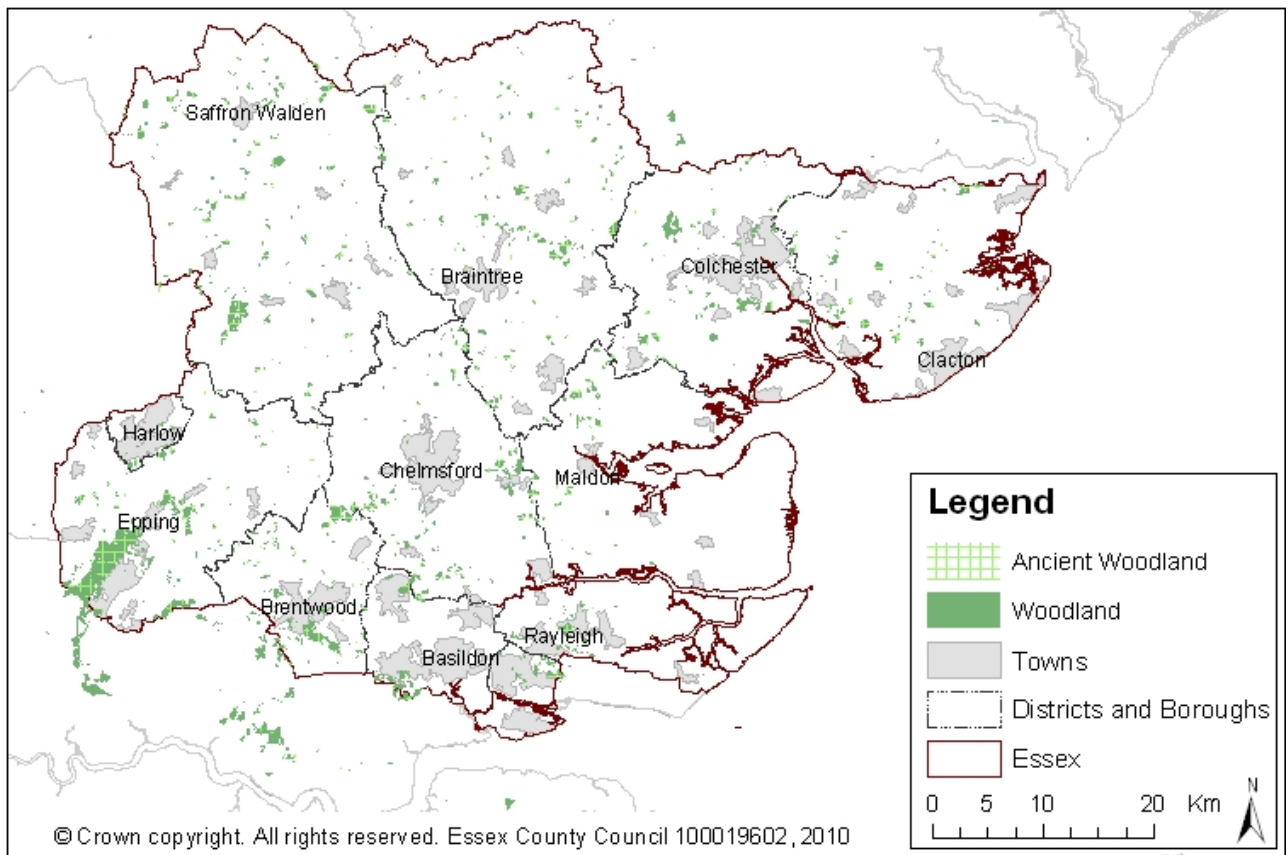 Saffron Walden
Braintree
Colchester
Clacton
Harlow
Chelmsford
Maldon
Epping
Brentwood
Rayleigh
Basildon
Legend
Ancient Woodland
Woodland
Towns
Districts and Boroughs
Essex
N
0 5 10 20 Km
© Crown copyright. All rights reserved. Essex County Council 100019602, 2010